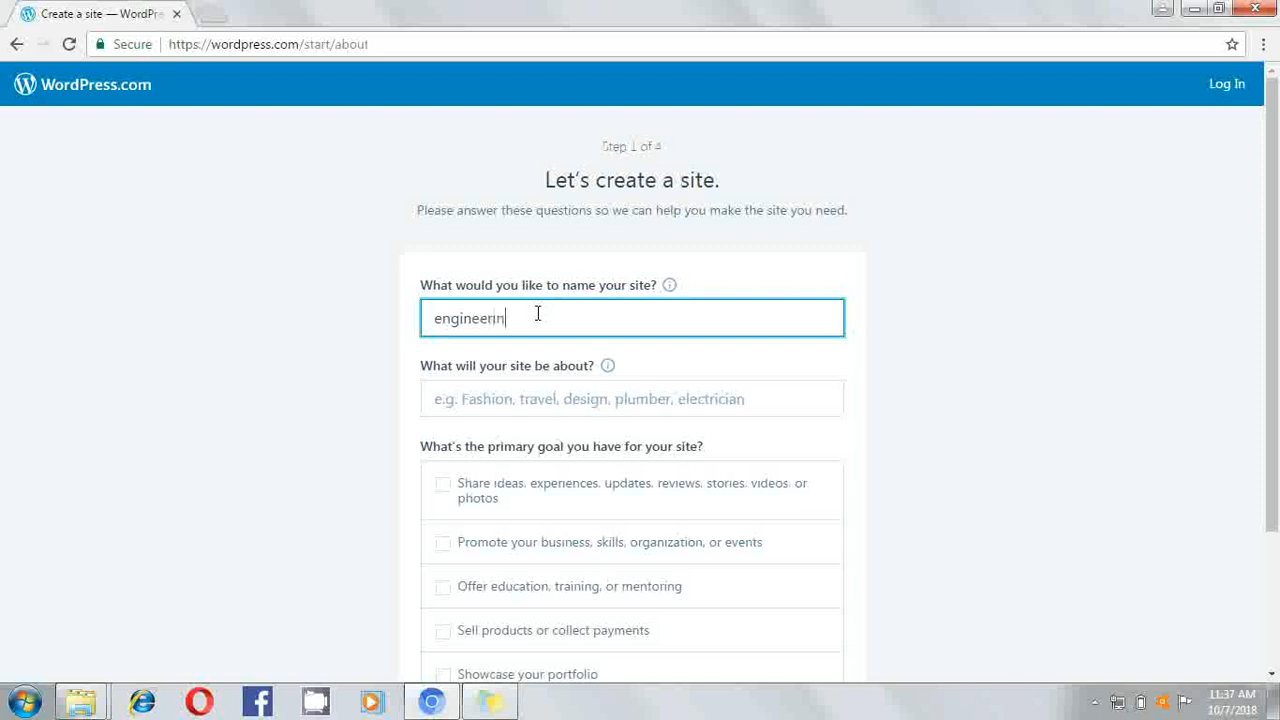 Create a site — WordPre
Secure https://wordpress.com/start/about
WordPress.com
Log In
Step 1 of 4
Let's create a site.
Please answer these questions so we can help you make the site you need.
What would you like to name your site?
engineerin
What will your site be about?
e.g. Fashion, travel, design, plumber, electrician
What's the primary goal you have for your site?
Share ideas, experiences, updates, reviews, stories, videos, or
photos
Promote your business, skills, organization, or events
Offer education, training, or mentoring
Sell products or collect payments
Showcase your portfolio
11:37 AM
10/7/2018